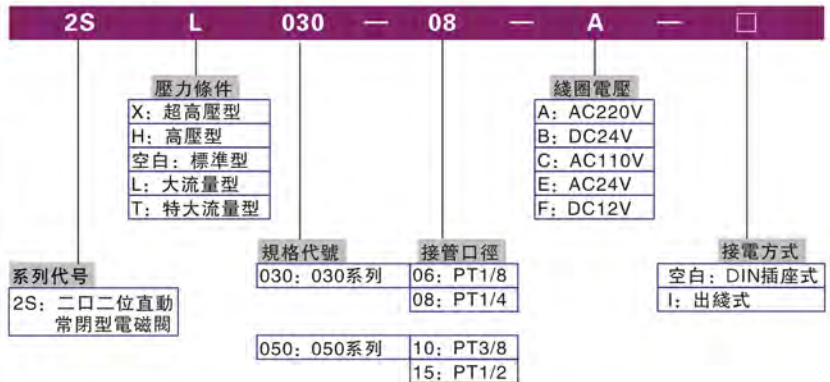 2S L 030 — 08 — A — □
壓力條件
X：超高壓型
H：高壓型
空白：標準型
L：大流量型
T：特大流量型
綫圈電壓
A：AC220V
B：DC24V
C：AC110V
E：AC24V
F：DC12V
系列代号
2S：二口二位直動
常閉型電磁閥
規格代號
030：030系列
050：050系列
接管口徑
06：PT1/8
08：PT1/4
10：PT3/8
15：PT1/2
接電方式
空白：DIN插座式
I：出綫式